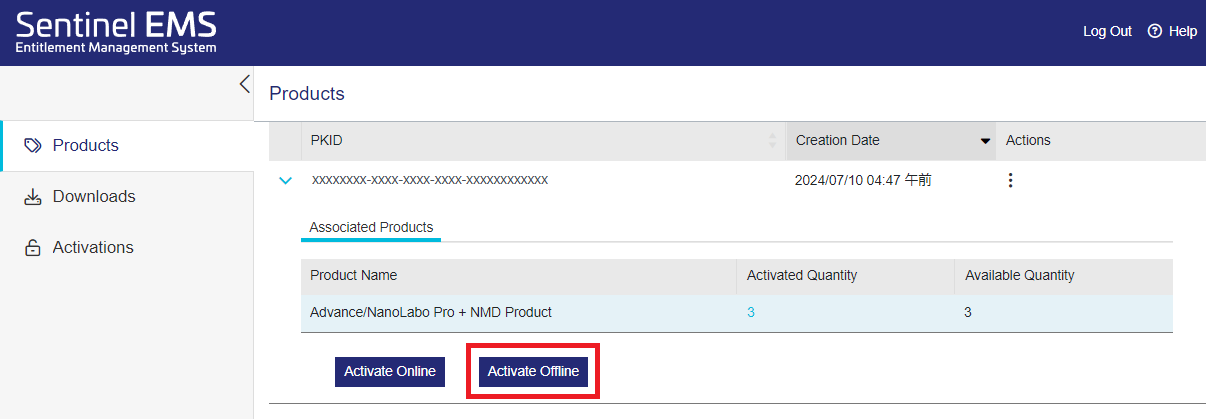 Sentinel EMS
Entitlement Management System
Log Out
Help
Products
Products
Downloads
Activations
PKID
Creation Date
Actions
xxxxxxxx-xxxx-xxxx-xxxx-xxxxxxxxxxxx
2024/07/10 04:47 午前
Associated Products
Product Name
Activated Quantity
Available Quantity
Advance/NanoLabo Pro + NMD Product
3
3
Activate Online
Activate Offline